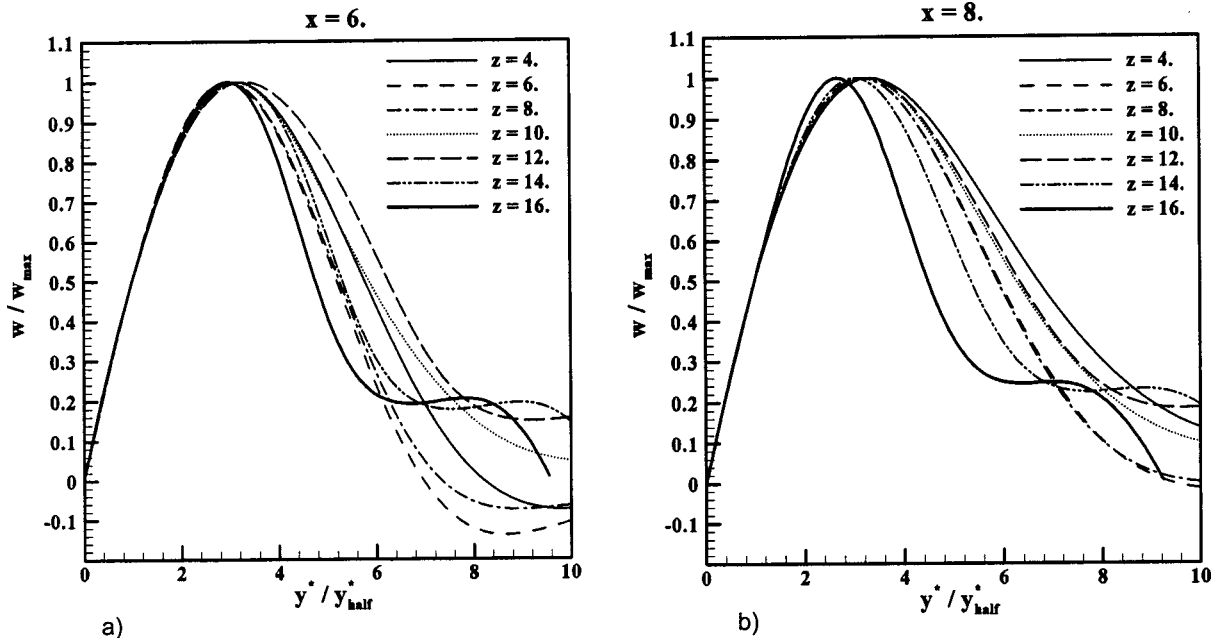 x = 6.
1.1
1
0.9
0.8
0.7
0.6
0.5
0.4
0.3
0.2
0.1
0
-0.1
w / w_max
z = 4.
z = 6.
z = 8.
z = 10.
z = 12.
z = 14.
z = 16.
0 2 4 6 8 10
y* / y*_half
a)
x = 8.
1.1
1
0.9
0.8
0.7
0.6
0.5
0.4
0.3
0.2
0.1
0
-0.1
w / w_max
z = 4.
z = 6.
z = 8.
z = 10.
z = 12.
z = 14.
z = 16.
0 2 4 6 8 10
y* / y*_half
b)